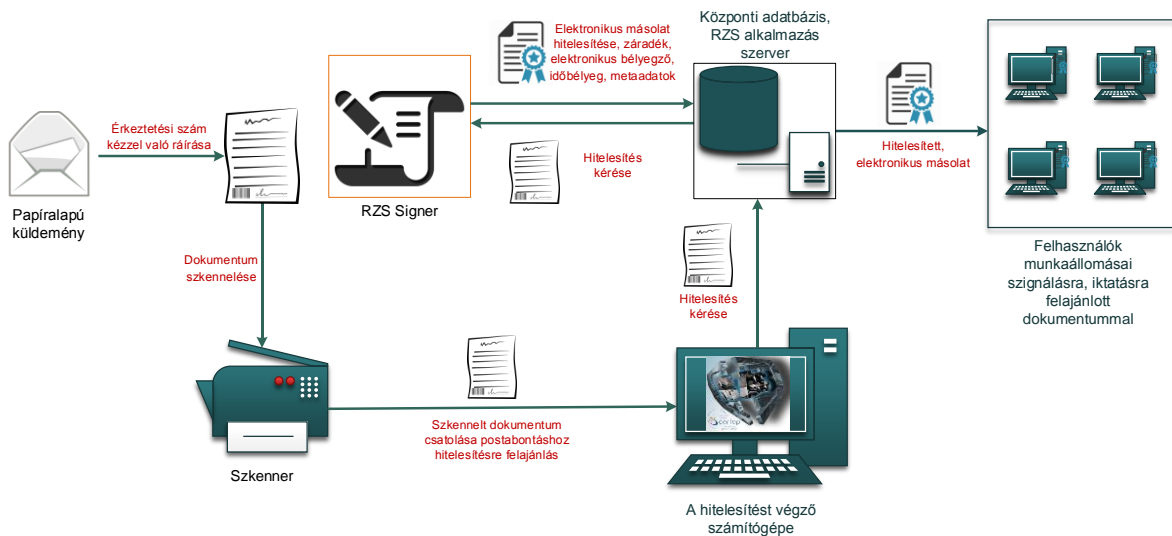 Papíralapú
küldemény
Érkeztetési szám
kézzel való ráírása
Dokumentum
szkennelése
Szkenner
Szkennelt dokumentum
csatolása postabontáshoz
hitelesítésre felajánlás
A hitelesítést végző
számítógépe
Hitelesítés
kérése
Központi adatbázis,
RZS alkalmazás
szerver
Hitelesítés
kérése
RZS Signer
Elektronikus másolat
hitelesítése, záradék,
elektronikus bélyegző,
időbélyeg, metaadatok
Hitelesített,
elektronikus másolat
Felhasználók
munkaállomásai
szignálásra, iktatásra
felajánlott
dokumentummal